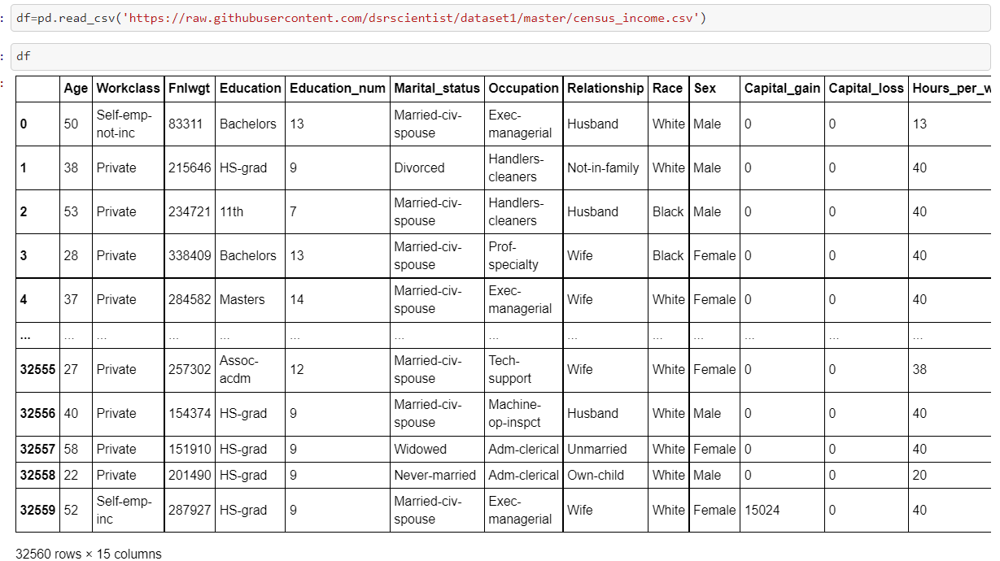 : df=pd.read_csv('https://raw.githubusercontent.com/dsrscientist/dataset1/master/census_income.csv')
: df
:
Age Workclass Fnlwgt Education Education_num Marital_status Occupation Relationship Race Sex Capital_gain Capital_loss Hours_per_w
0 50 Self-emp-not-inc 83311 Bachelors 13 Married-civ-spouse Exec-managerial Husband White Male 0 0 13
1 38 Private 215646 HS-grad 9 Divorced Handlers-cleaners Not-in-family White Male 0 0 40
2 53 Private 234721 11th 7 Married-civ-spouse Handlers-cleaners Husband Black Male 0 0 40
3 28 Private 338409 Bachelors 13 Married-civ-spouse Prof-specialty Wife Black Female 0 0 40
4 37 Private 284582 Masters 14 Married-civ-spouse Exec-managerial Wife White Female 0 0 40
... ... ... ... ... ... ... ... ... ... ... ... ... ...
32555 27 Private 257302 Assoc-acdm 12 Married-civ-spouse Tech-support Wife White Female 0 0 38
32556 40 Private 154374 HS-grad 9 Married-civ-spouse Machine-op-inspct Husband White Male 0 0 40
32557 58 Private 151910 HS-grad 9 Widowed Adm-clerical Unmarried White Female 0 0 40
32558 22 Private 201490 HS-grad 9 Never-married Adm-clerical Own-child White Male 0 0 20
32559 52 Self-emp-inc 287927 HS-grad 9 Married-civ-spouse Exec-managerial Wife White Female 15024 0 40
32560 rows × 15 columns